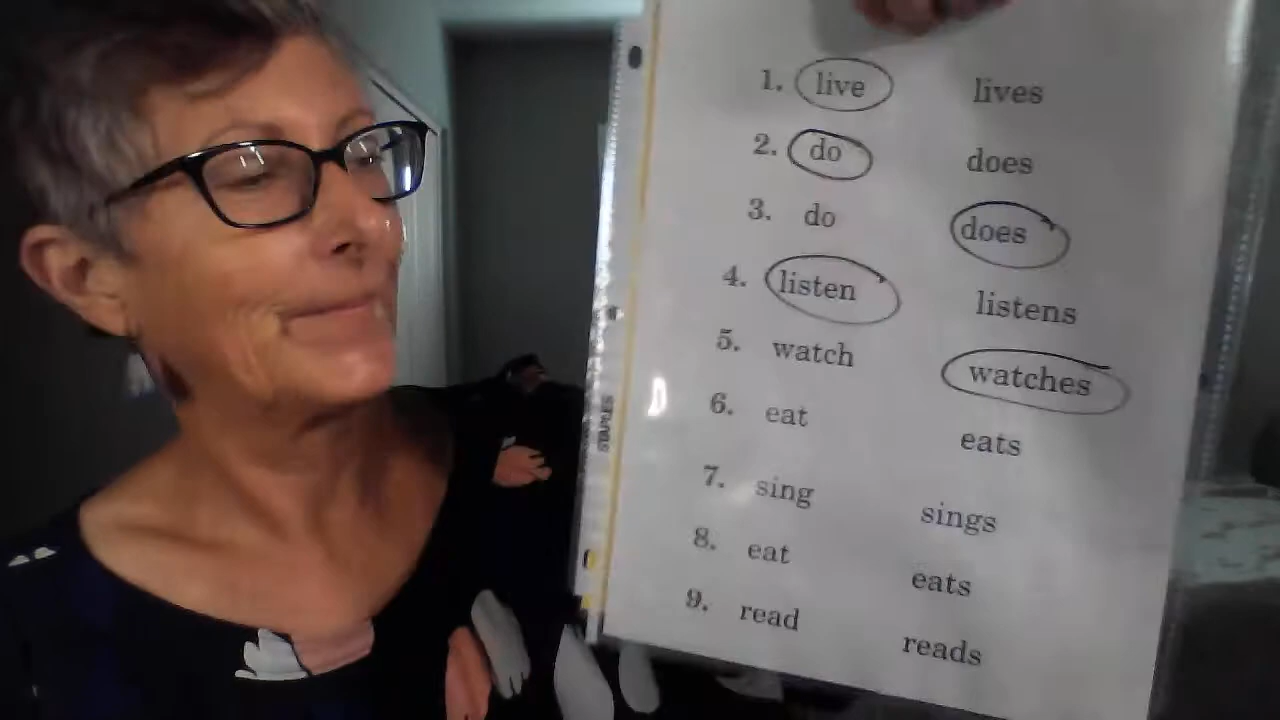 1. live lives
2. do does
3. do does
4. listen listens
5. watch watches
6. eat eats
7. sing sings
8. eat eats
9. read reads
STAPLES